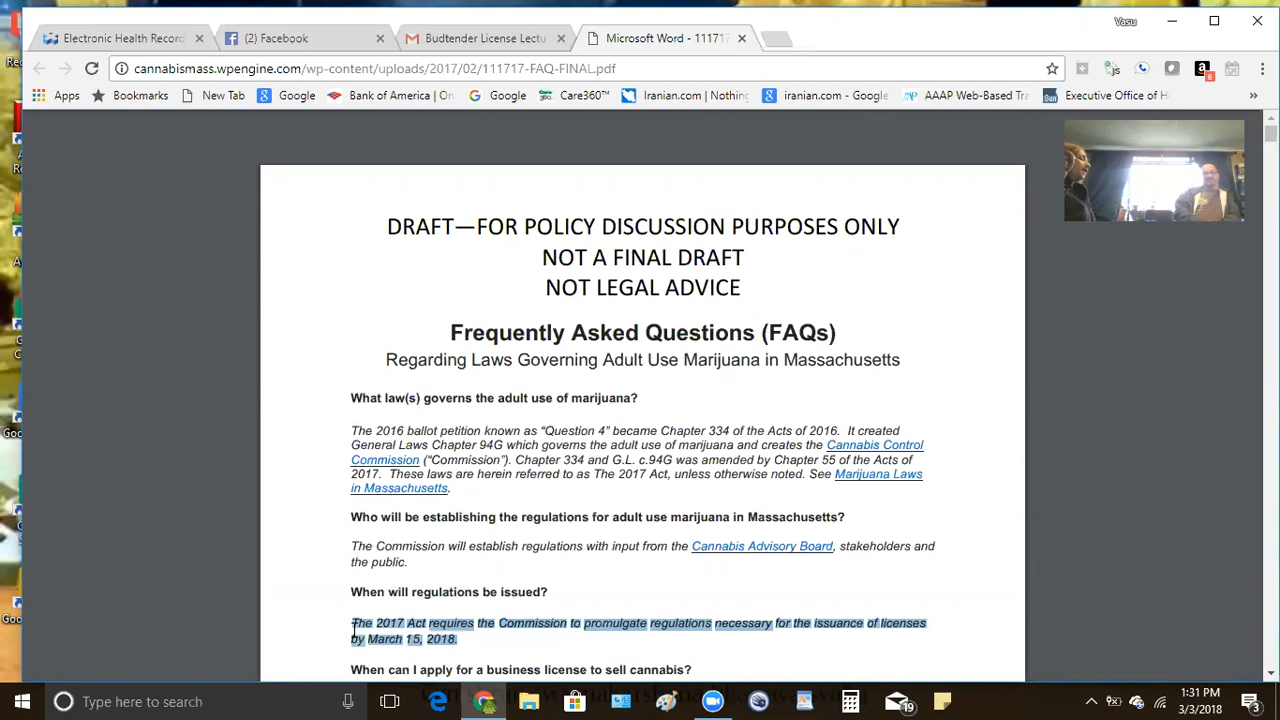 Vasu
Electronic Health Record
(2) Facebook
Budtender License Lectu
Microsoft Word - 111717
cannabismass.wpengine.com/wp-content/uploads/2017/02/111717-FAQ-FINAL.pdf
Apps
Bookmarks
New Tab
Google
Bank of America | On
Google
Care360™
Iranian.com | Nothing
iranian.com - Google
AAAP Web-Based Tra
Executive Office of He
DRAFT—FOR POLICY DISCUSSION PURPOSES ONLY
NOT A FINAL DRAFT
NOT LEGAL ADVICE
Frequently Asked Questions (FAQs)
Regarding Laws Governing Adult Use Marijuana in Massachusetts
What law(s) governs the adult use of marijuana?
The 2016 ballot petition known as “Question 4” became Chapter 334 of the Acts of 2016. It created
General Laws Chapter 94G which governs the adult use of marijuana and creates the Cannabis Control
Commission (“Commission”). Chapter 334 and G.L. c.94G was amended by Chapter 55 of the Acts of
2017. These laws are herein referred to as The 2017 Act, unless otherwise noted. See Marijuana Laws
in Massachusetts.
Who will be establishing the regulations for adult use marijuana in Massachusetts?
The Commission will establish regulations with input from the Cannabis Advisory Board, stakeholders and
the public.
When will regulations be issued?
The 2017 Act requires the Commission to promulgate regulations necessary for the issuance of licenses
by March 15, 2018.
When can I apply for a business license to sell cannabis?
Type here to search
19
1:31 PM
3/3/2018
3